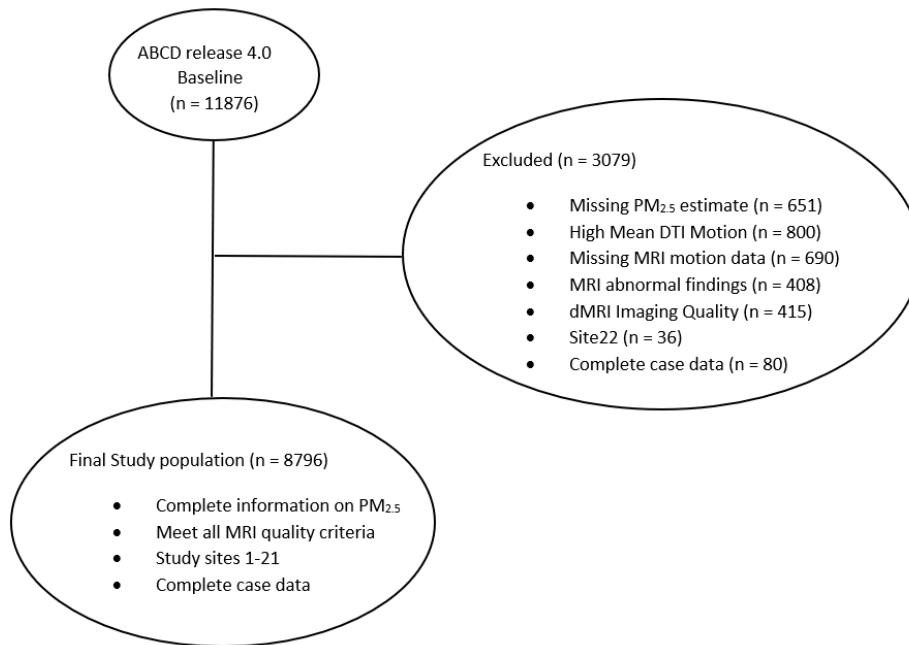 ABCD release 4.0
Baseline
(n = 11876)
Excluded (n = 3079)
• Missing PM2.5 estimate (n = 651)
• High Mean DTI Motion (n = 800)
• Missing MRI motion data (n = 690)
• MRI abnormal findings (n = 408)
• dMRI Imaging Quality (n = 415)
• Site22 (n = 36)
• Complete case data (n = 80)
Final Study population (n = 8796)
• Complete information on PM2.5
• Meet all MRI quality criteria
• Study sites 1-21
• Complete case data